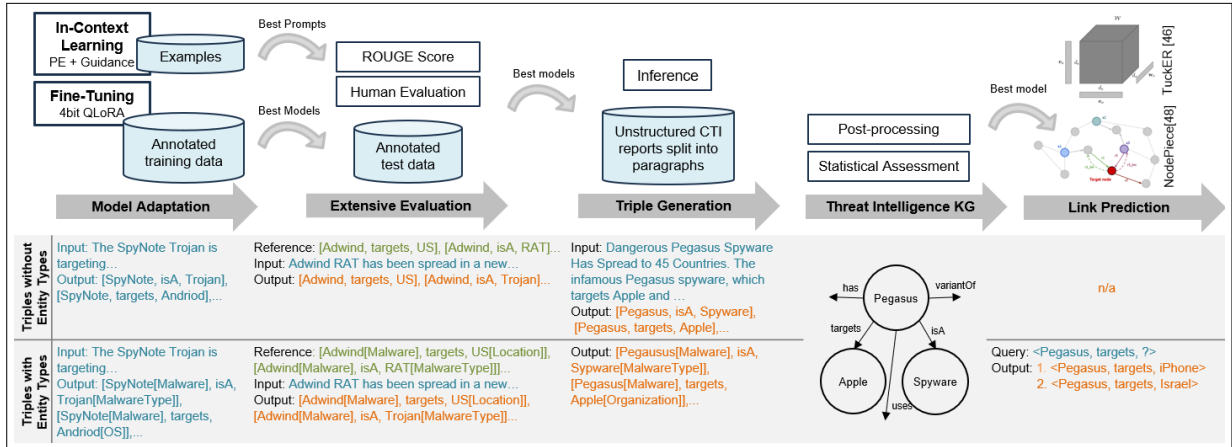 In-Context
Learning
PE + Guidance
Examples
Fine-Tuning
4bit QLoRA
Annotated
training data
Best Prompts
Best Models
ROUGE Score
Human Evaluation
Annotated
test data
Best models
Inference
Unstructured CTI
reports split into
paragraphs
Post-processing
Statistical Assessment
Best model
TuckER [46]
NodePiece[48]
Target node
Model Adaptation
Extensive Evaluation
Triple Generation
Threat Intelligence KG
Link Prediction
Triples without
Entity Types
Input: The SpyNote Trojan is
targeting…
Output: [SpyNote, isA, Trojan],
[SpyNote, targets, Andriod],…
Reference: [Adwind, targets, US], [Adwind, isA, RAT]…
Input: Adwind RAT has been spread in a new…
Output: [Adwind, targets, US], [Adwind, isA, Trojan]…
Input: Dangerous Pegasus Spyware
Has Spread to 45 Countries. The
infamous Pegasus spyware, which
targets Apple and …
Output: [Pegasus, isA, Spyware],
[Pegasus, targets, Apple],…
n/a
Triples with
Entity Types
Input: The SpyNote Trojan is
targeting…
Output: [SpyNote[Malware], isA,
Trojan[MalwareType]],
[SpyNote[Malware], targets,
Andriod[OS]],…
Reference: [Adwind[Malware], targets, US[Location]],
[Adwind[Malware], isA, RAT[MalwareType]]]…
Input: Adwind RAT has been spread in a new…
Output: [Adwind[Malware], targets, US[Location]],
[Adwind[Malware], isA, Trojan[MalwareType]]…
Output: [Pegausus[Malware], isA,
Sypware[MalwareType]],
[Pegasus[Malware], targets,
Apple[Organization]],…
has
Pegasus
variantOf
targets
isA
Apple
Spyware
uses
Query: <Pegasus, targets, ?>
Output: 1. <Pegasus, targets, iPhone>
2. <Pegasus, targets, Israel>